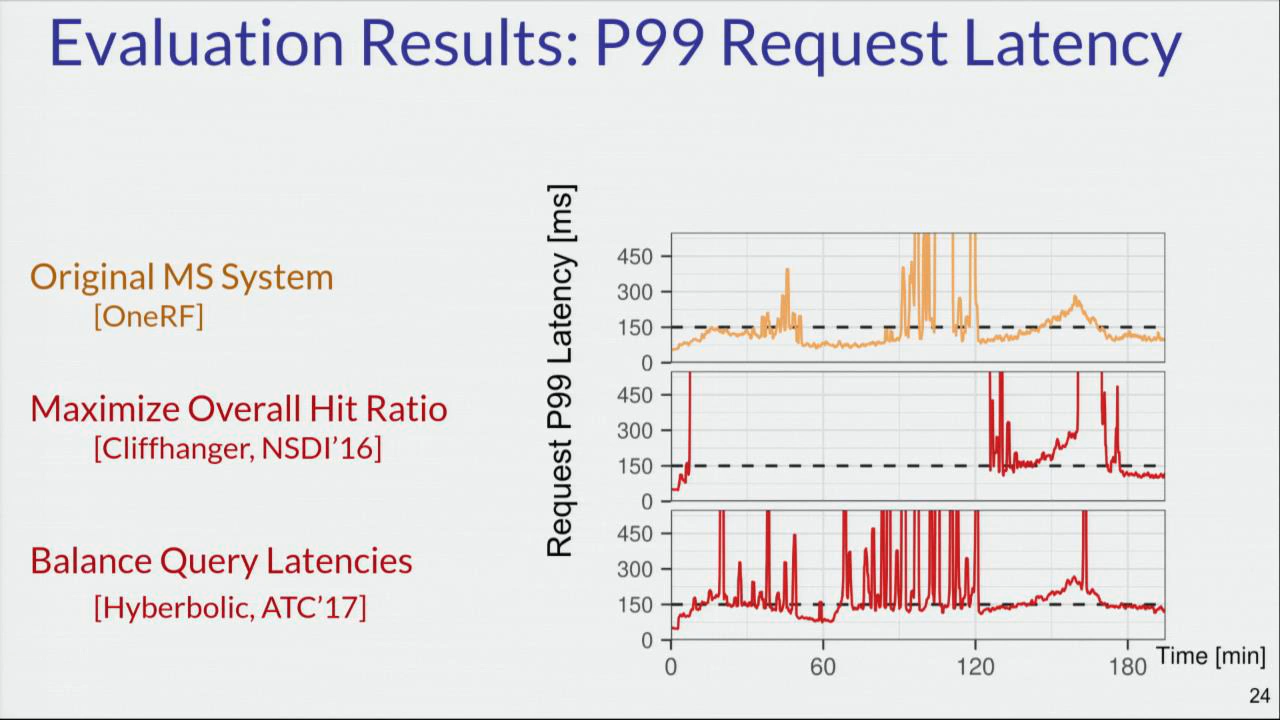 Evaluation Results: P99 Request Latency
Original MS System
[OneRF]
Maximize Overall Hit Ratio
[Cliffhanger, NSDI’16]
Balance Query Latencies
[Hyberbolic, ATC’17]
Request P99 Latency [ms]
450
300
150
0
450
300
150
0
450
300
150
0
0 60 120 180 Time [min]
24